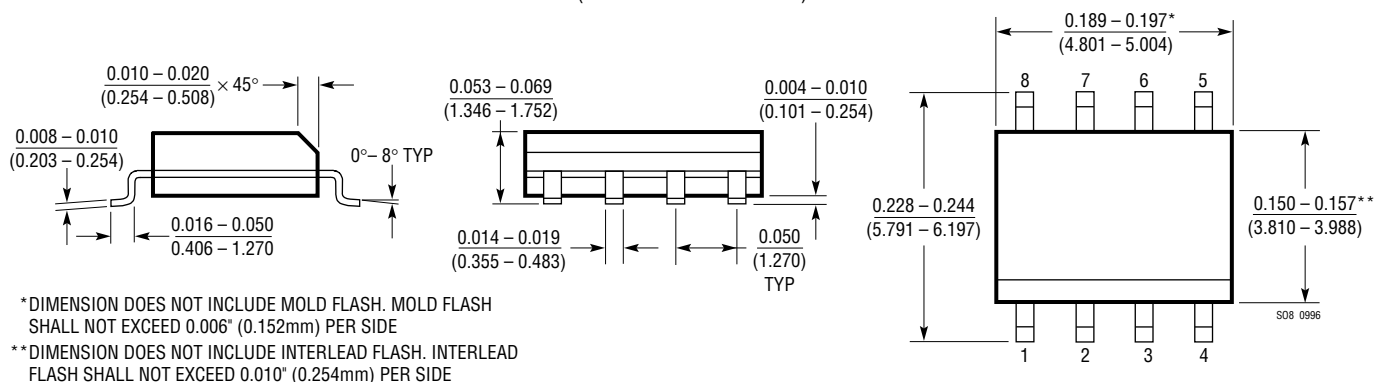 0.010 – 0.020
(0.254 – 0.508)
× 45°
0.008 – 0.010
(0.203 – 0.254)
0°– 8° TYP
0.016 – 0.050
0.406 – 1.270
0.053 – 0.069
(1.346 – 1.752)
0.004 – 0.010
(0.101 – 0.254)
0.014 – 0.019
(0.355 – 0.483)
0.050
(1.270)
TYP
0.189 – 0.197*
(4.801 – 5.004)
8 7 6 5
0.228 – 0.244
(5.791 – 6.197)
0.150 – 0.157**
(3.810 – 3.988)
SO8 0996
1 2 3 4
*DIMENSION DOES NOT INCLUDE MOLD FLASH. MOLD FLASH
SHALL NOT EXCEED 0.006" (0.152mm) PER SIDE
**DIMENSION DOES NOT INCLUDE INTERLEAD FLASH. INTERLEAD
FLASH SHALL NOT EXCEED 0.010" (0.254mm) PER SIDE